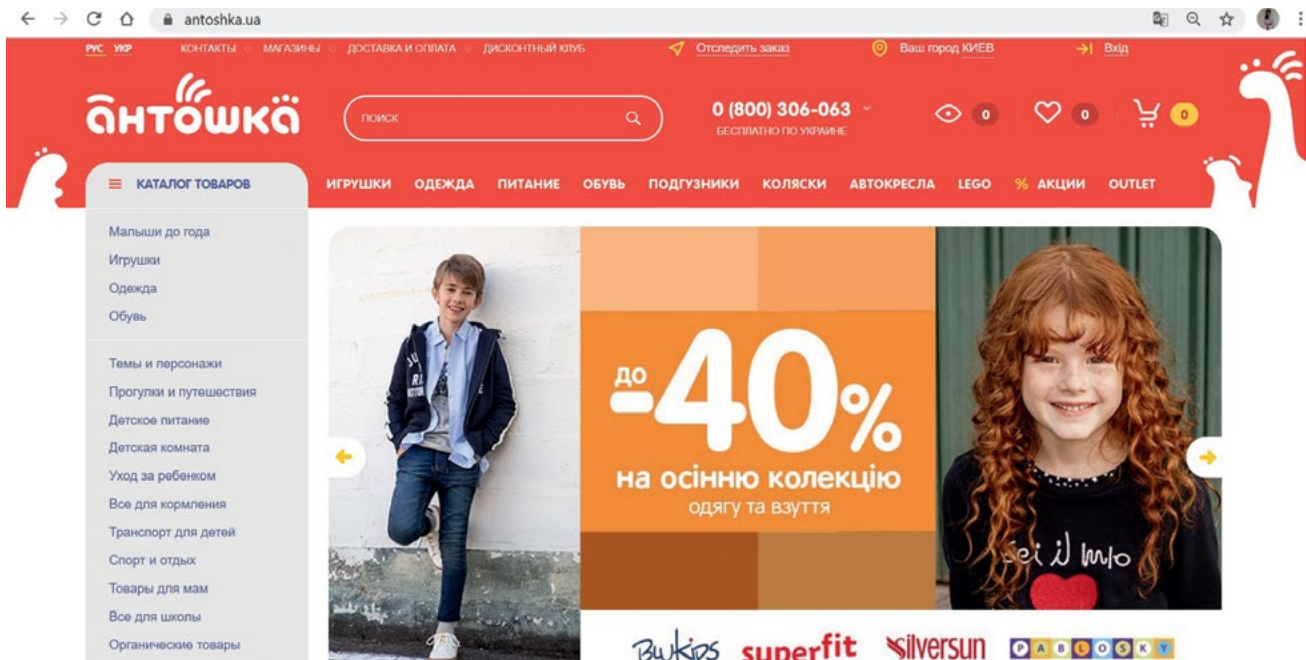 antoshka.ua
РУС УКР КОНТАКТЫ МАГАЗИНЫ ДОСТАВКА И ОПЛАТА ДИСКОНТНЫЙ КЛУБ Отследить заказ Ваш город КИЕВ Вхід
антошка
ПОИСК
0 (800) 306-063
БЕСПЛАТНО ПО УКРАИНЕ
0 0 0
КАТАЛОГ ТОВАРОВ
ИГРУШКИ ОДЕЖДА ПИТАНИЕ ОБУВЬ ПОДГУЗНИКИ КОЛЯСКИ АВТОКРЕСЛА LEGO % АКЦИИ OUTLET
Малыши до года
Игрушки
Одежда
Обувь
Темы и персонажи
Прогулки и путешествия
Детское питание
Детская комната
Уход за ребенком
Все для кормления
Транспорт для детей
Спорт и отдых
Товары для мам
Все для школы
Органические товары
до
-40%
на осінню колекцію
одягу та взуття
BuKids superfit silversun PABLOSKY